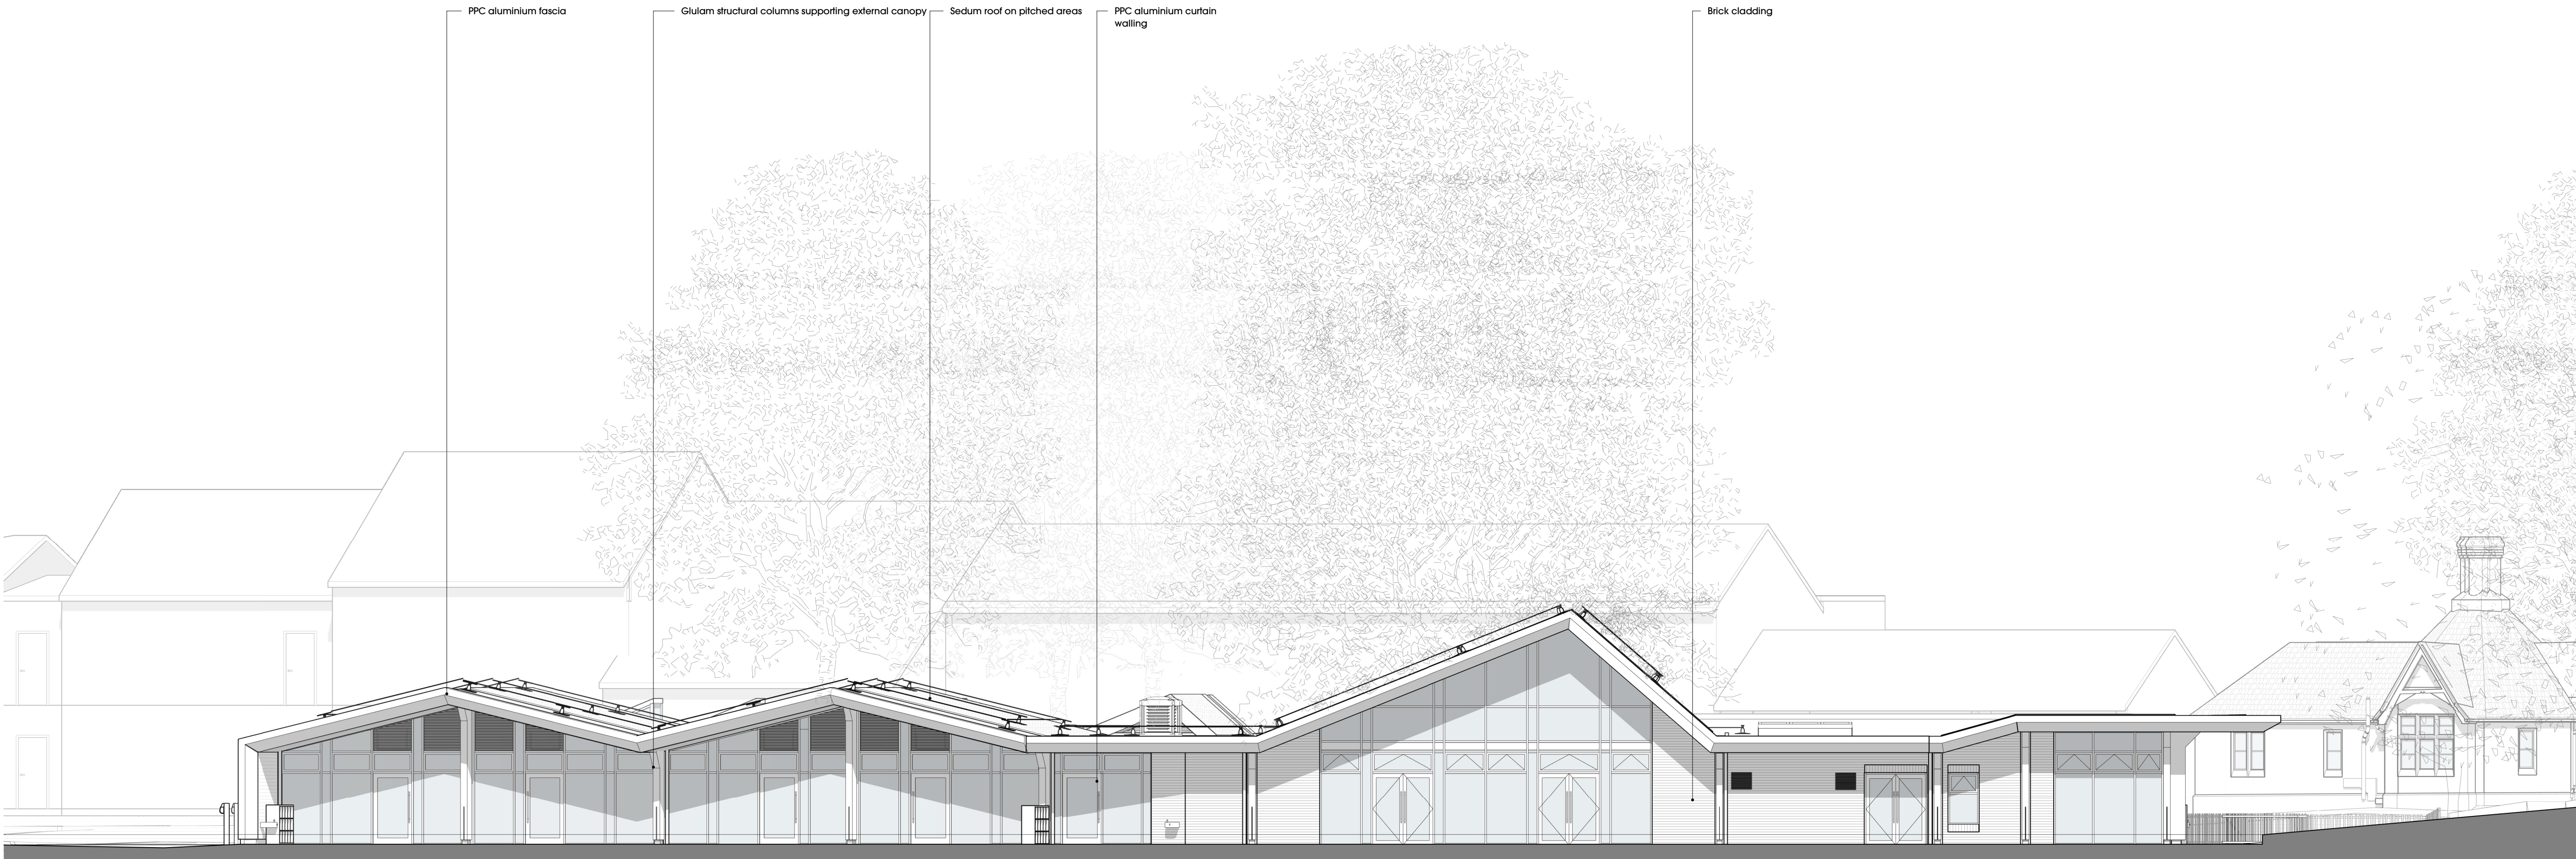 PPC aluminium fascia
Glulam structural columns supporting external canopy
Sedum roof on pitched areas
PPC aluminium curtain
walling
Brick cladding